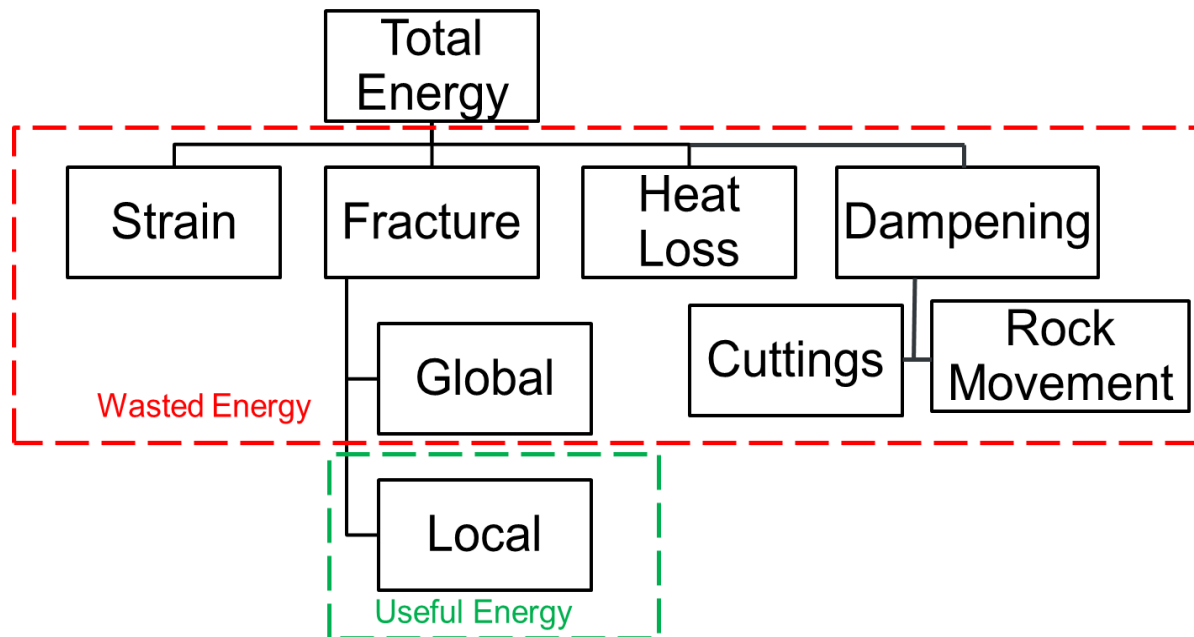 Total
Energy
Strain
Fracture
Heat
Loss
Dampening
Global
Cuttings
Rock
Movement
Wasted Energy
Local
Useful Energy